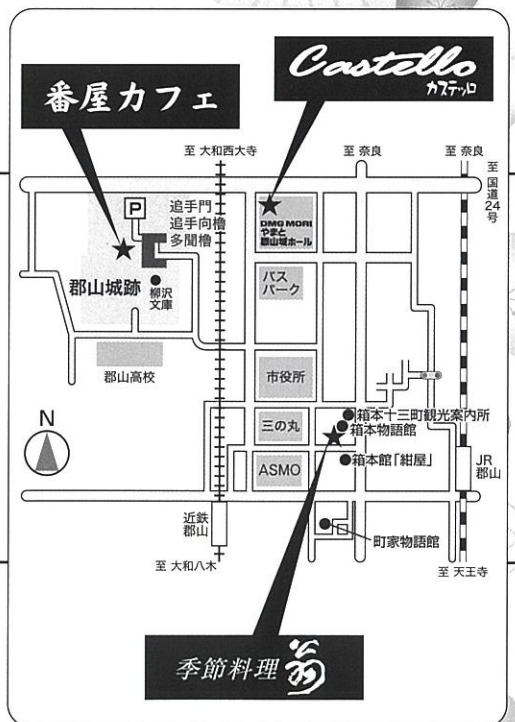 Castello
カステッロ
番屋カフェ
至 大和西大寺
至 奈良
至 奈良
至 国道24号
P
追手門
追手向櫓
多聞櫓
DMG MORI
やまと
郡山城ホール
郡山城跡
柳沢
文庫
バス
パーク
郡山高校
市役所
箱本十三町観光案内所
箱本物語館
三の丸
N
箱本館「紺屋」
ASMO
JR
郡山
近鉄
郡山
町家物語館
至 大和八木
至 天王寺
季節料理 翁